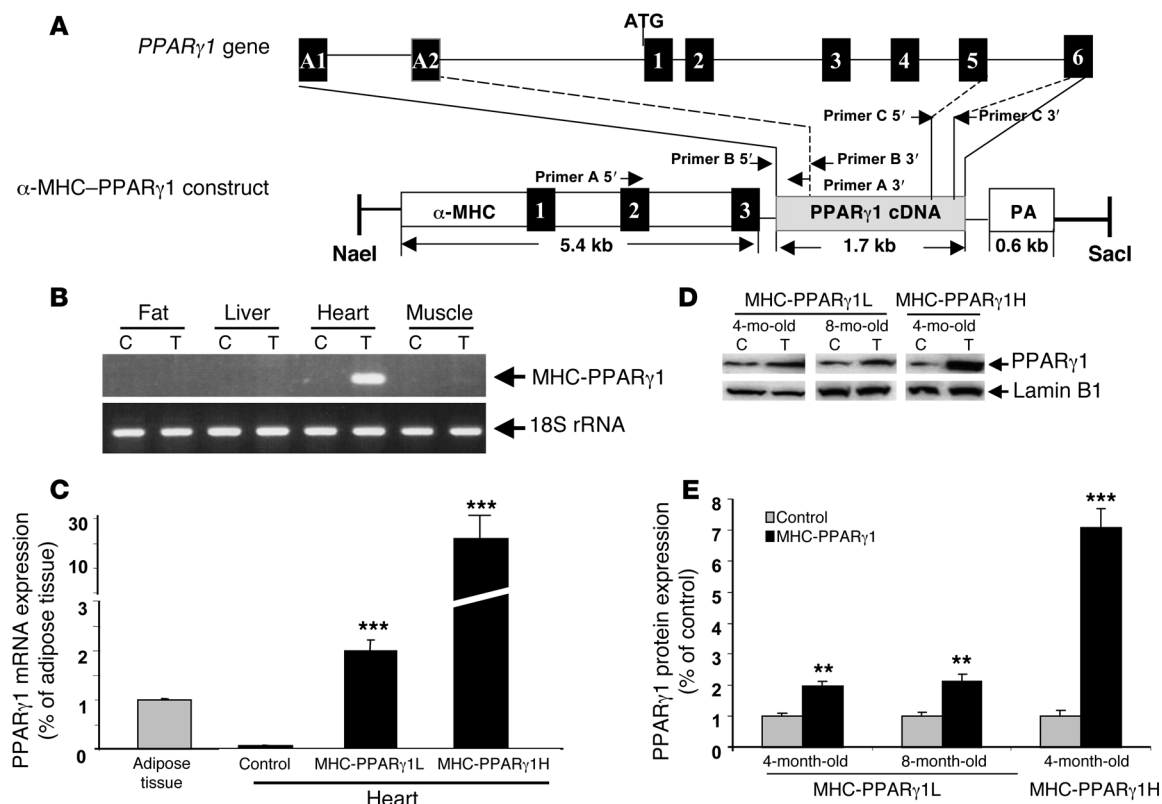 A
ATG
PPARγ1 gene
A1 A2 1 2 3 4 5 6
Primer C 5′ Primer C 3′
Primer B 5′ Primer B 3′
α-MHC–PPARγ1 construct
Primer A 5′ Primer A 3′
α-MHC 1 2 3 PPARγ1 cDNA PA
NaeI 5.4 kb 1.7 kb 0.6 kb SacI
B
Fat Liver Heart Muscle
C T C T C T C T
MHC-PPARγ1
18S rRNA
D
MHC-PPARγ1L MHC-PPARγ1H
4-mo-old 8-mo-old 4-mo-old
C T C T C T
PPARγ1
Lamin B1
C
PPARγ1 mRNA expression
(% of adipose tissue)
30
10
3
2
1
0
***
***
Adipose
tissue
Control MHC-PPARγ1L MHC-PPARγ1H
Heart
E
PPARγ1 protein expression
(% of control)
8
7
6
5
4
3
2
1
0
Control
MHC-PPARγ1
**
**
***
4-month-old 8-month-old 4-month-old
MHC-PPARγ1L MHC-PPARγ1H